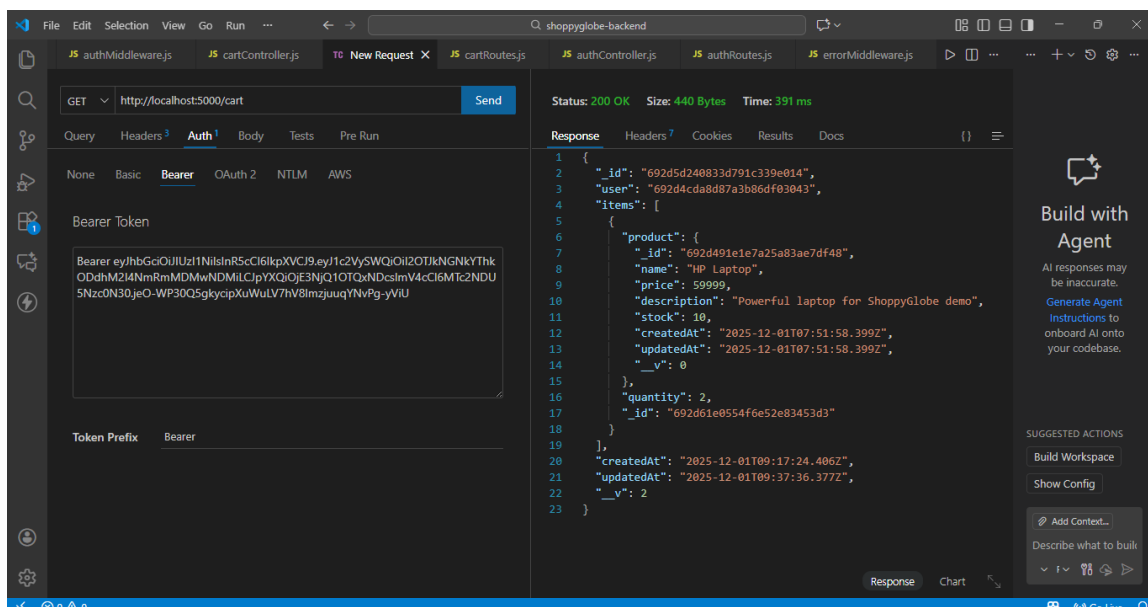 File Edit Selection View Go Run ···
shoppyglobe-backend
JS authMiddleware.js JS cartController.js TC New Request JS cartRoutes.js JS authController.js JS authRoutes.js JS errorMiddleware.js
GET http://localhost:5000/cart Send
Query Headers 3 Auth 1 Body Tests Pre Run
None Basic Bearer OAuth 2 NTLM AWS
Bearer Token
Token Prefix Bearer
Status: 200 OK Size: 440 Bytes Time: 391 ms
Response Headers 7 Cookies Results Docs {}
1 {
2 "_id": "692d5d240833d791c339e014",
3 "user": "692d4cda8d87a3b86df03043",
4 "items": [
5 {
6 "product": {
7 "_id": "692d491e1e7a25a83ae7df48",
8 "name": "HP Laptop",
9 "price": 59999,
10 "description": "Powerful laptop for ShoppyGlobe demo",
11 "stock": 10,
12 "createdAt": "2025-12-01T07:51:58.399Z",
13 "updatedAt": "2025-12-01T07:51:58.399Z",
14 "__v": 0
15 },
16 "quantity": 2,
17 "_id": "692d61e0554f6e52e83453d3"
18 }
19 ],
20 "createdAt": "2025-12-01T09:17:24.406Z",
21 "updatedAt": "2025-12-01T09:37:36.377Z",
22 "__v": 2
23 }
Response Chart
Build with
Agent
AI responses may
be inaccurate.
Generate Agent
Instructions to
onboard AI onto
your codebase.
SUGGESTED ACTIONS
Build Workspace
Show Config
Add Context...
Describe what to build